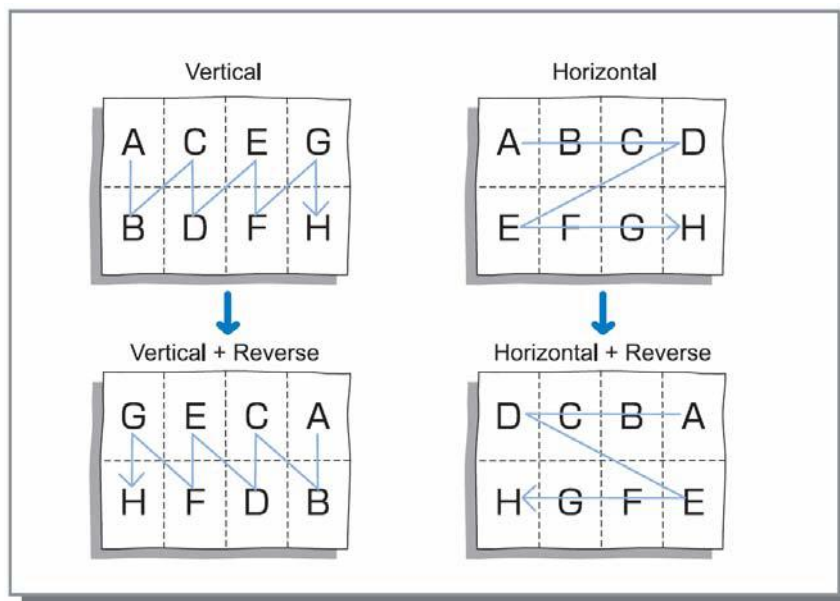 Vertical
Horizontal
A C E G
A B C D
B D F H
E F G H
Vertical + Reverse
Horizontal + Reverse
G E C A
D C B A
H F D B
H G F E